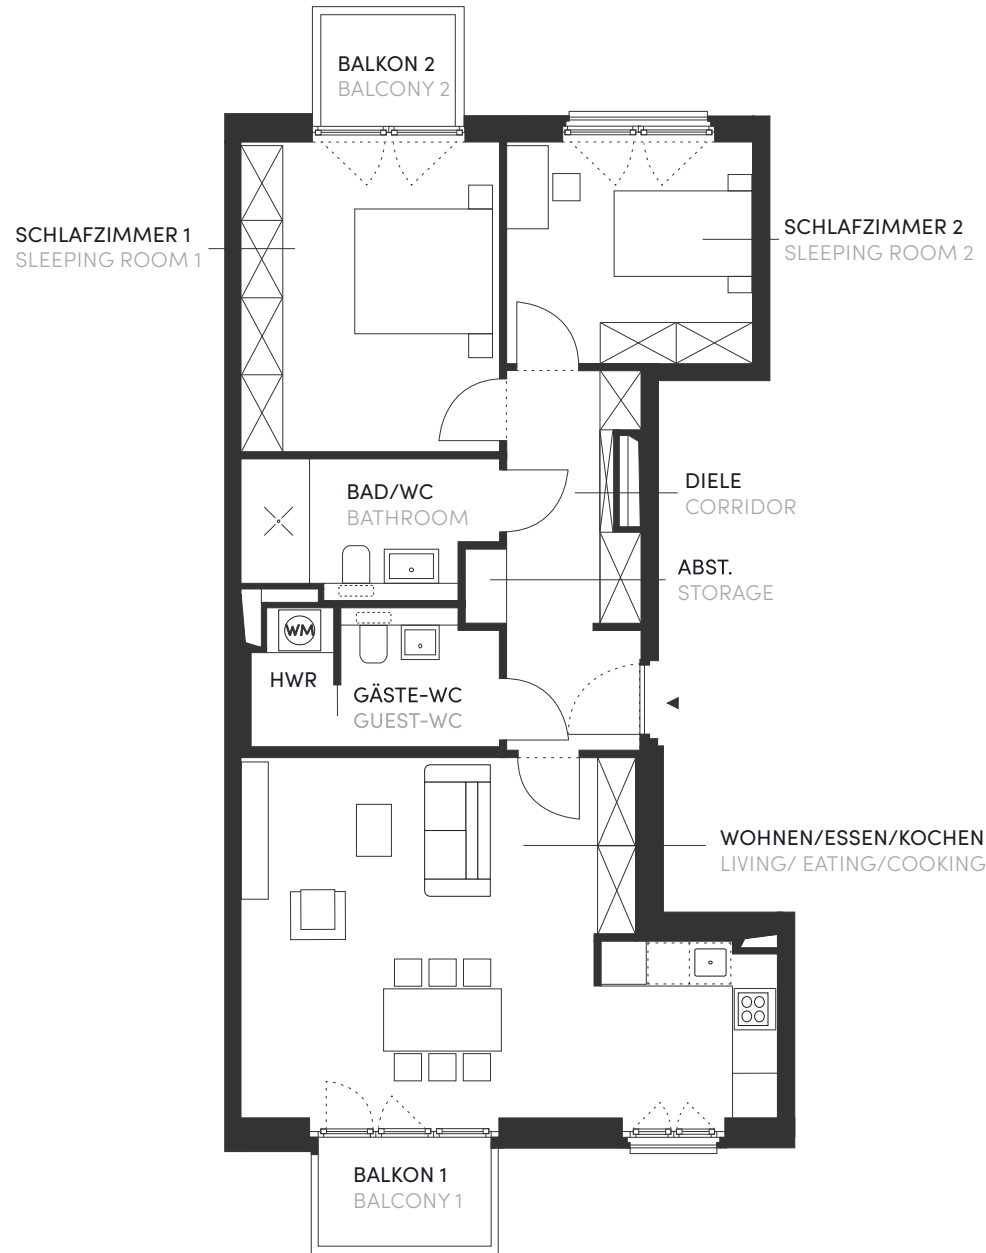 BALKON 2
BALCONY 2
SCHLAFZIMMER 1
SLEEPING ROOM 1
SCHLAFZIMMER 2
SLEEPING ROOM 2
BAD/WC
BATHROOM
DIELE
CORRIDOR
ABST.
STORAGE
WM
HWR
GÄSTE-WC
GUEST-WC
WOHNEN/ESSEN/KOCHEN
LIVING/ EATING/COOKING
BALKON 1
BALCONY 1